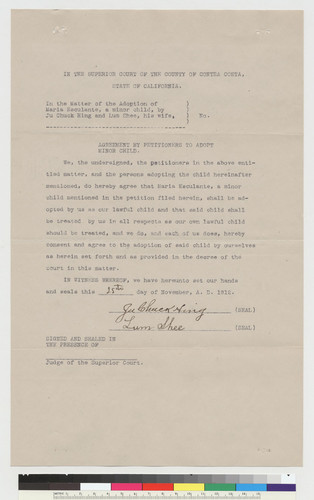 IN THE SUPERIOR COURT OF THE COUNTY OF CONTRA COSTA,
STATE OF CALIFORNIA.
In the Matter of the Adoption of )
Maria Esculante, a minor child, by )
Ju Chuck King and Lum Shee, his wife, ) No.
AGREEMENT BY PETITIONERS TO ADOPT
MINOR CHILD.
We, the undersigned, the petitioners in the above enti-
tled matter, and the persons adopting the child hereinafter
mentioned, do hereby agree that Maria Esculante, a minor
child mentioned in the petition filed herein, shall be ad-
opted by us as our lawful child and that said child shall
be treated by us in all respects as our own lawful child
should be treated, and we do, and each of us does, hereby
consent and agree to the adoption of said child by ourselves
as herein set forth and as provided in the decree of the
court in this matter.
IN WITNESS WHEREOF, we have hereunto set our hands
and seals this 25th day of November, A. D. 1912.
Ju Chuck King (SEAL)
Lum Shee (SEAL)
SIGNED AND SEALED IN
THE PRESENCE OF
Judge of the Superior Court.